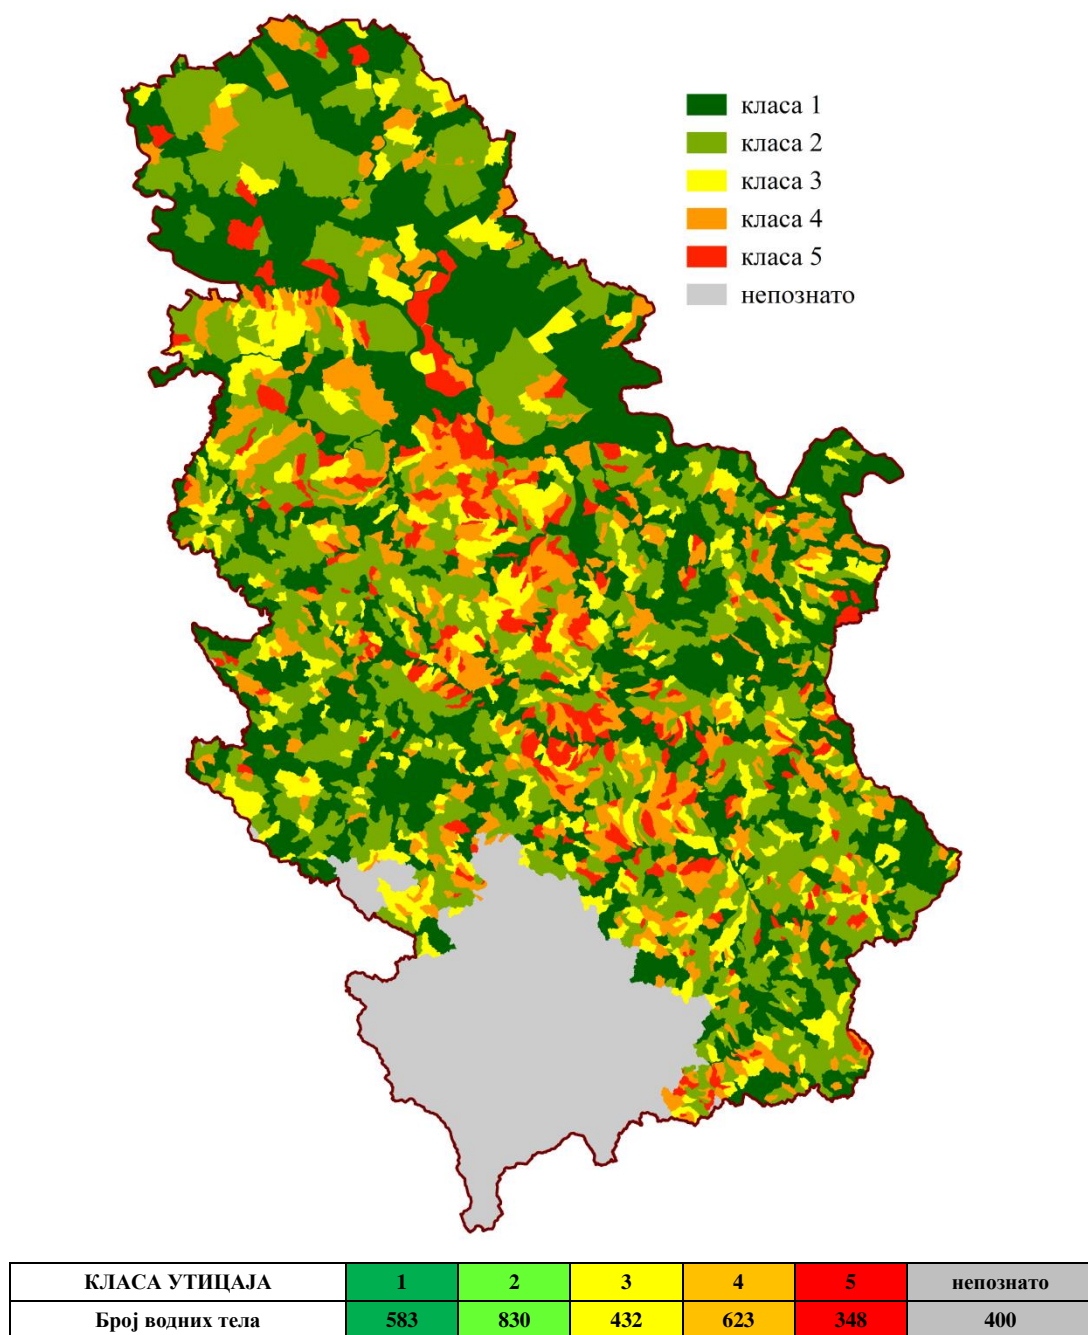 класа 1
класа 2
класа 3
класа 4
класа 5
непознато
КЛАСА УТИЦАЈА 1 2 3 4 5 непознато
Број водних тела 583 830 432 623 348 400